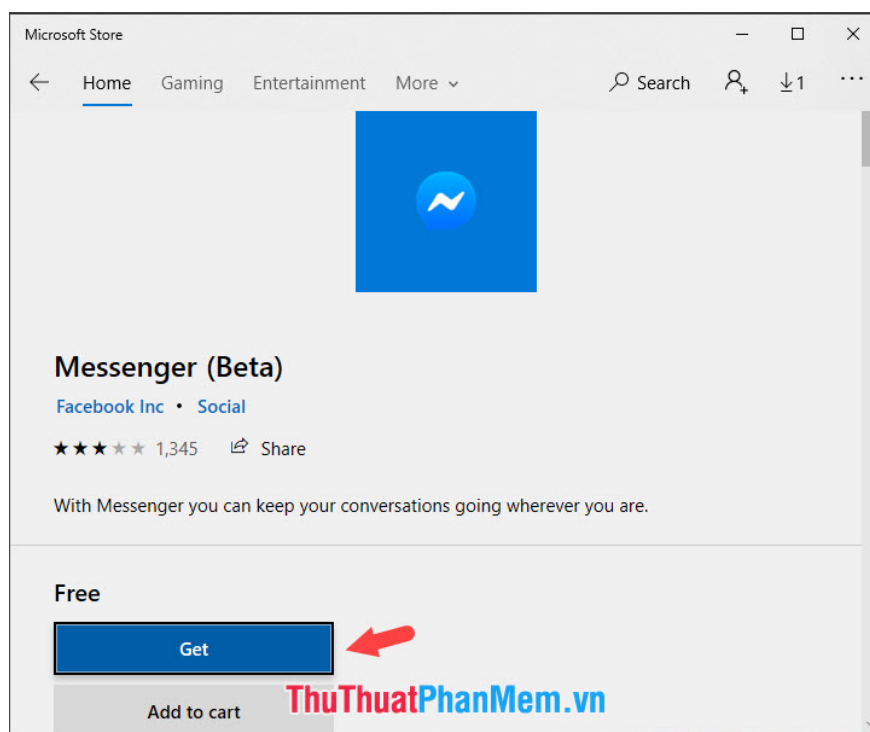 Microsoft Store
Home Gaming Entertainment More Search 1
Messenger (Beta)
Facebook Inc • Social
1,345 Share
With Messenger you can keep your conversations going wherever you are.
Free
Get
Add to cart
ThuThuatPhanMem.vn